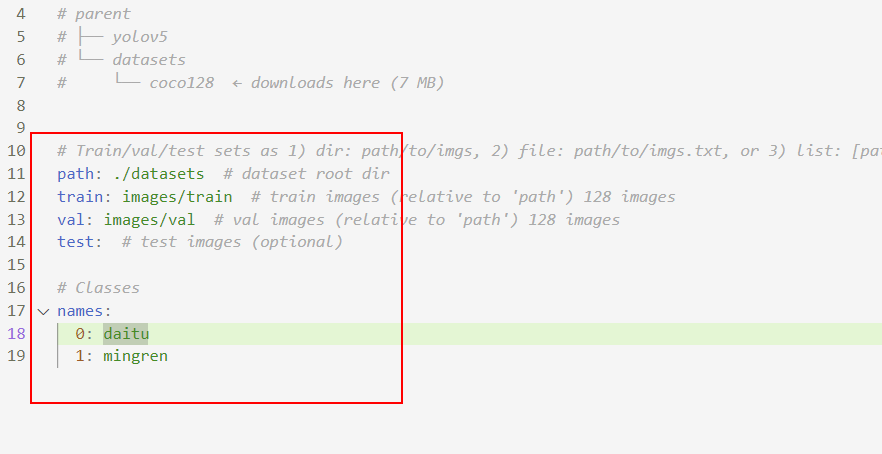 4 # parent
5 # ├── yolov5
6 # └── datasets
7 #     └── coco128  ← downloads here (7 MB)
8
9
10 # Train/val/test sets as 1) dir: path/to/imgs, 2) file: path/to/imgs.txt, or 3) list: [pa
11 path: ./datasets  # dataset root dir
12 train: images/train  # train images (relative to 'path') 128 images
13 val: images/val  # val images (relative to 'path') 128 images
14 test:  # test images (optional)
15
16 # Classes
17 names:
18   0: daitu
19   1: mingren